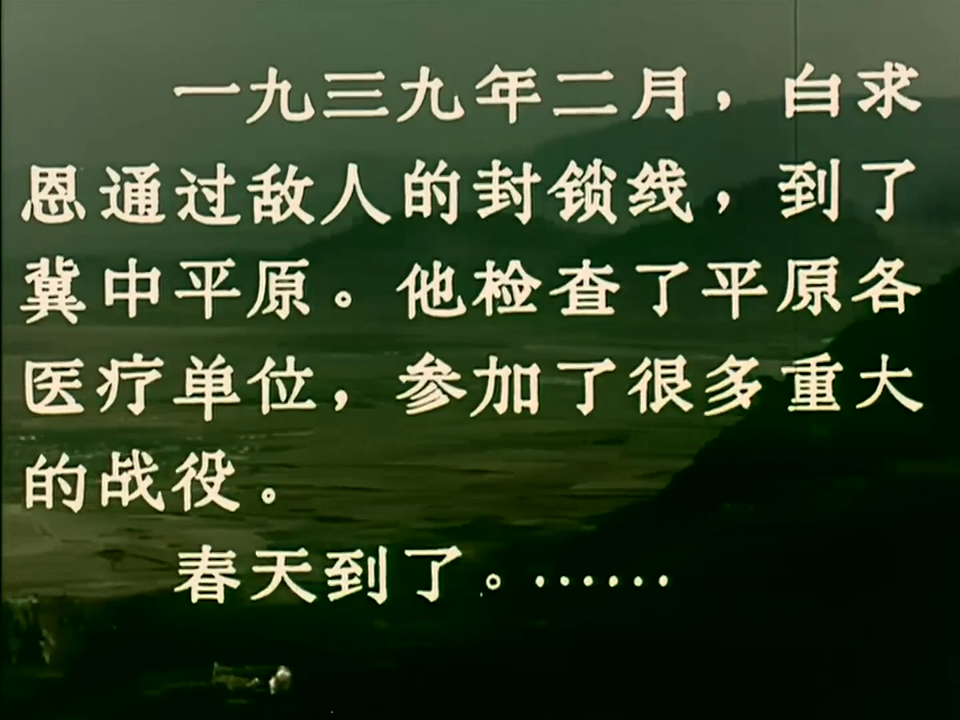 一九三九年二月，白求
恩通过敌人的封锁线，到了
冀中平原。他检查了平原各
医疗单位，参加了很多重大
的战役。
春天到了。……